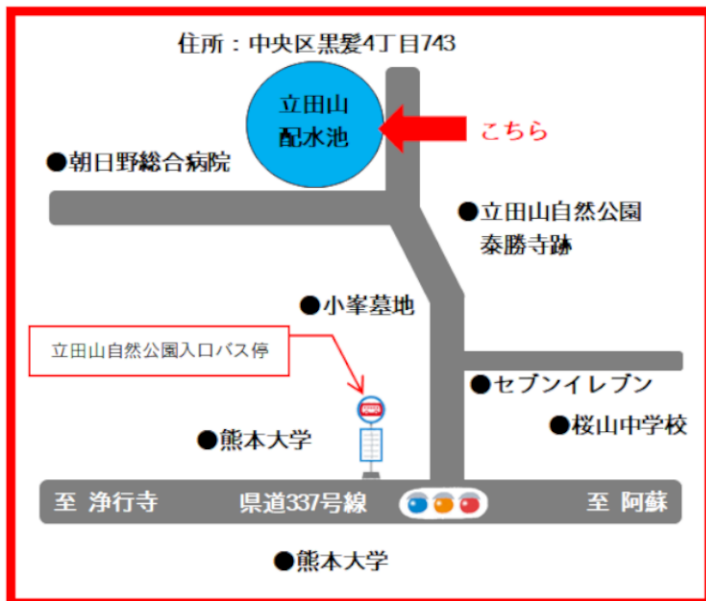 住所：中央区黒髪4丁目743
立田山
配水池
こちら
●朝日野総合病院
●立田山自然公園
泰勝寺跡
●小峯墓地
立田山自然公園入口バス停
●セブンイレブン
●桜山中学校
●熊本大学
至 浄行寺
県道337号線
至 阿蘇
●熊本大学